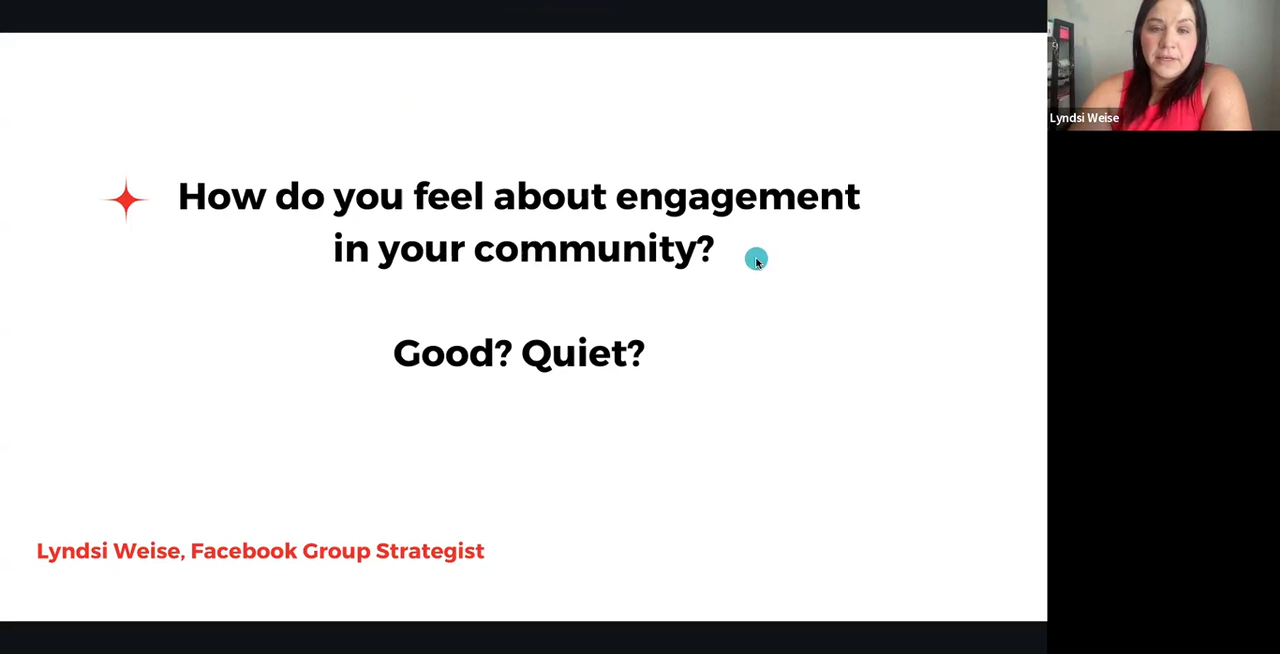 How do you feel about engagement
in your community?
Good? Quiet?
Lyndsi Weise, Facebook Group Strategist
Lyndsi Weise